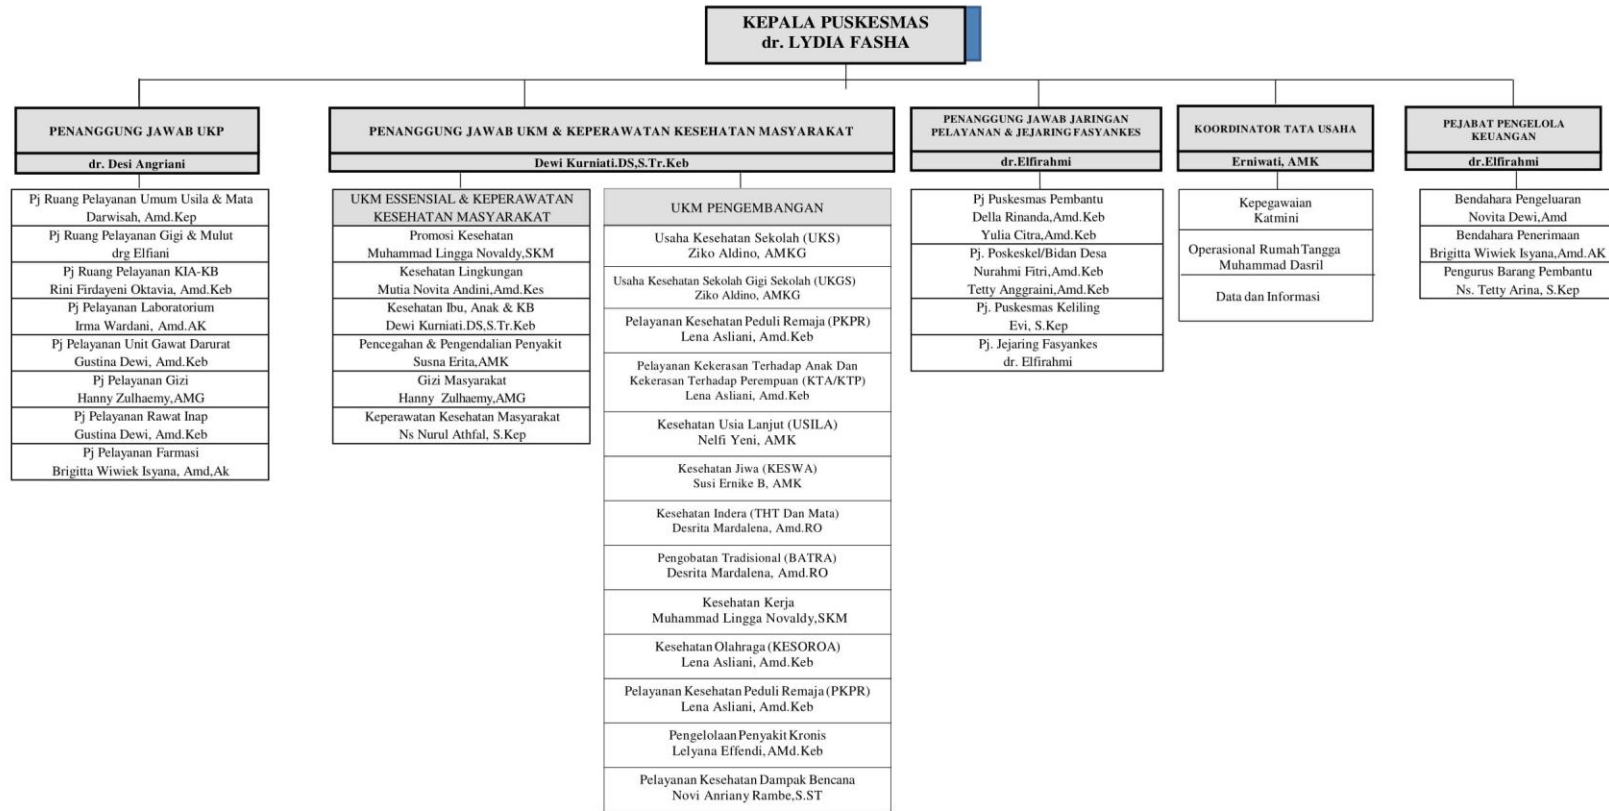 KEPALA PUSKESMAS
dr. LYDIA FASHA
PENANGGUNG JAWAB UKP
dr. Desi Angriani
Pj Ruang Pelayanan Umum Usila & Mata
Darwisah, Amd.Kep
Pj Ruang Pelayanan Gigi & Mulut
drg Elfiani
Pj Ruang Pelayanan KIA-KB
Rini Firdayeni Oktavia, Amd.Keb
Pj Pelayanan Laboratorium
Irma Wardani, Amd.AK
Pj Pelayanan Unit Gawat Darurat
Gustina Dewi, Amd.Keb
Pj Pelayanan Gizi
Hanny Zulhaemy,AMG
Pj Pelayanan Rawat Inap
Gustina Dewi, Amd.Keb
Pj Pelayanan Farmasi
Brigitta Wiwiek Isyana, Amd,Ak
PENANGGUNG JAWAB UKM & KEPERAWATAN KESEHATAN MASYARAKAT
Dewi Kurniati.DS,S.Tr.Keb
UKM ESSENSIAL & KEPERAWATAN
KESEHATAN MASYARAKAT
Promosi Kesehatan
Muhammad Lingga Novaldy,SKM
Kesehatan Lingkungan
Mutia Novita Andini,Amd.Kes
Kesehatan Ibu, Anak & KB
Dewi Kurniati.DS,S.Tr.Keb
Pencegahan & Pengendalian Penyakit
Susna Erita,AMK
Gizi Masyarakat
Hanny Zulhaemy,AMG
Keperawatan Kesehatan Masyarakat
Ns Nurul Athfal, S.Kep
UKM PENGEMBANGAN
Usaha Kesehatan Sekolah (UKS)
Ziko Aldino, AMKG
Usaha Kesehatan Sekolah Gigi Sekolah (UKGS)
Ziko Aldino, AMKG
Pelayanan Kesehatan Peduli Remaja (PKPR)
Lena Asliani, Amd.Keb
Pelayanan Kekerasan Terhadap Anak Dan
Kekerasan Terhadap Perempuan (KTA/KTP)
Lena Asliani, Amd.Keb
Kesehatan Usia Lanjut (USILA)
Nelfi Yeni, AMK
Kesehatan Jiwa (KESWA)
Susi Ernike B, AMK
Kesehatan Indera (THT Dan Mata)
Desrita Mardalena, Amd.RO
Pengobatan Tradisional (BATRA)
Desrita Mardalena, Amd.RO
Kesehatan Kerja
Muhammad Lingga Novaldy,SKM
Kesehatan Olahraga (KESOROA)
Lena Asliani, Amd.Keb
Pelayanan Kesehatan Peduli Remaja (PKPR)
Lena Asliani, Amd.Keb
Pengelolaan Penyakit Kronis
Lelyana Effendi, AMd.Keb
Pelayanan Kesehatan Dampak Bencana
Novi Anriany Rambe,S.ST
PENANGGUNG JAWAB JARINGAN
PELAYANAN & JEJARING FASYANKES
dr.Elfirahmi
Pj Puskesmas Pembantu
Della Rinanda,Amd.Keb
Yulia Citra,Amd.Keb
Pj. Poskeskel/Bidan Desa
Nurahmi Fitri,Amd.Keb
Tetty Anggraini,Amd.Keb
Pj. Puskesmas Keliling
Evi, S.Kep
Pj. Jejaring Fasyankes
dr. Elfirahmi
KOORDINATOR TATA USAHA
Erniwati, AMK
Kepegawaian
Katmini
Operasional Rumah Tangga
Muhammad Dasril
Data dan Informasi
PEJABAT PENGELOLA
KEUANGAN
dr.Elfirahmi
Bendahara Pengeluaran
Novita Dewi,Amd
Bendahara Penerimaan
Brigitta Wiwiek Isyana,Amd.AK
Pengurus Barang Pembantu
Ns. Tetty Arina, S.Kep